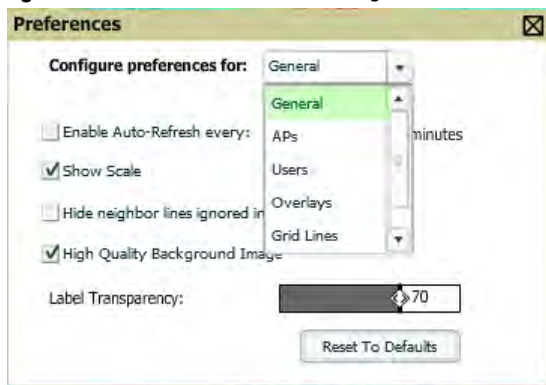 Preferences
Configure preferences for: General
General
Enable Auto-Refresh every: APs minutes
Show Scale Users
Hide neighbor lines ignored in Overlays
Grid Lines
High Quality Background Image
Label Transparency: 70
Reset To Defaults